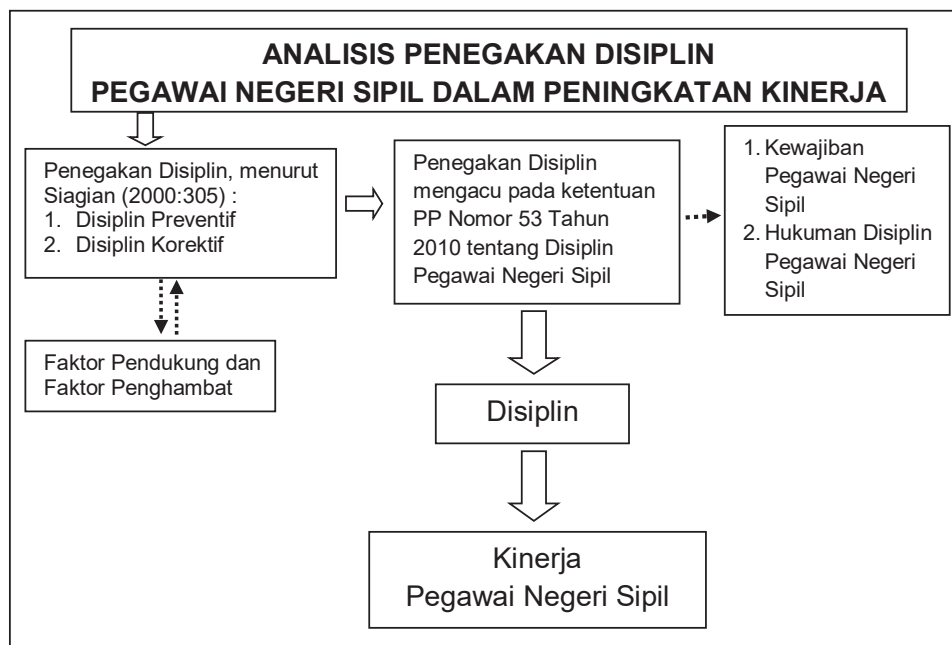 ANALISIS PENEGAKAN DISIPLIN
PEGAWAI NEGERI SIPIL DALAM PENINGKATAN KINERJA
Penegakan Disiplin, menurut
Siagian (2000:305) :
1. Disiplin Preventif
2. Disiplin Korektif
Penegakan Disiplin
mengacu pada ketentuan
PP Nomor 53 Tahun
2010 tentang Disiplin
Pegawai Negeri Sipil
1. Kewajiban
Pegawai Negeri
Sipil
2. Hukuman Disiplin
Pegawai Negeri
Sipil
Faktor Pendukung dan
Faktor Penghambat
Disiplin
Kinerja
Pegawai Negeri Sipil